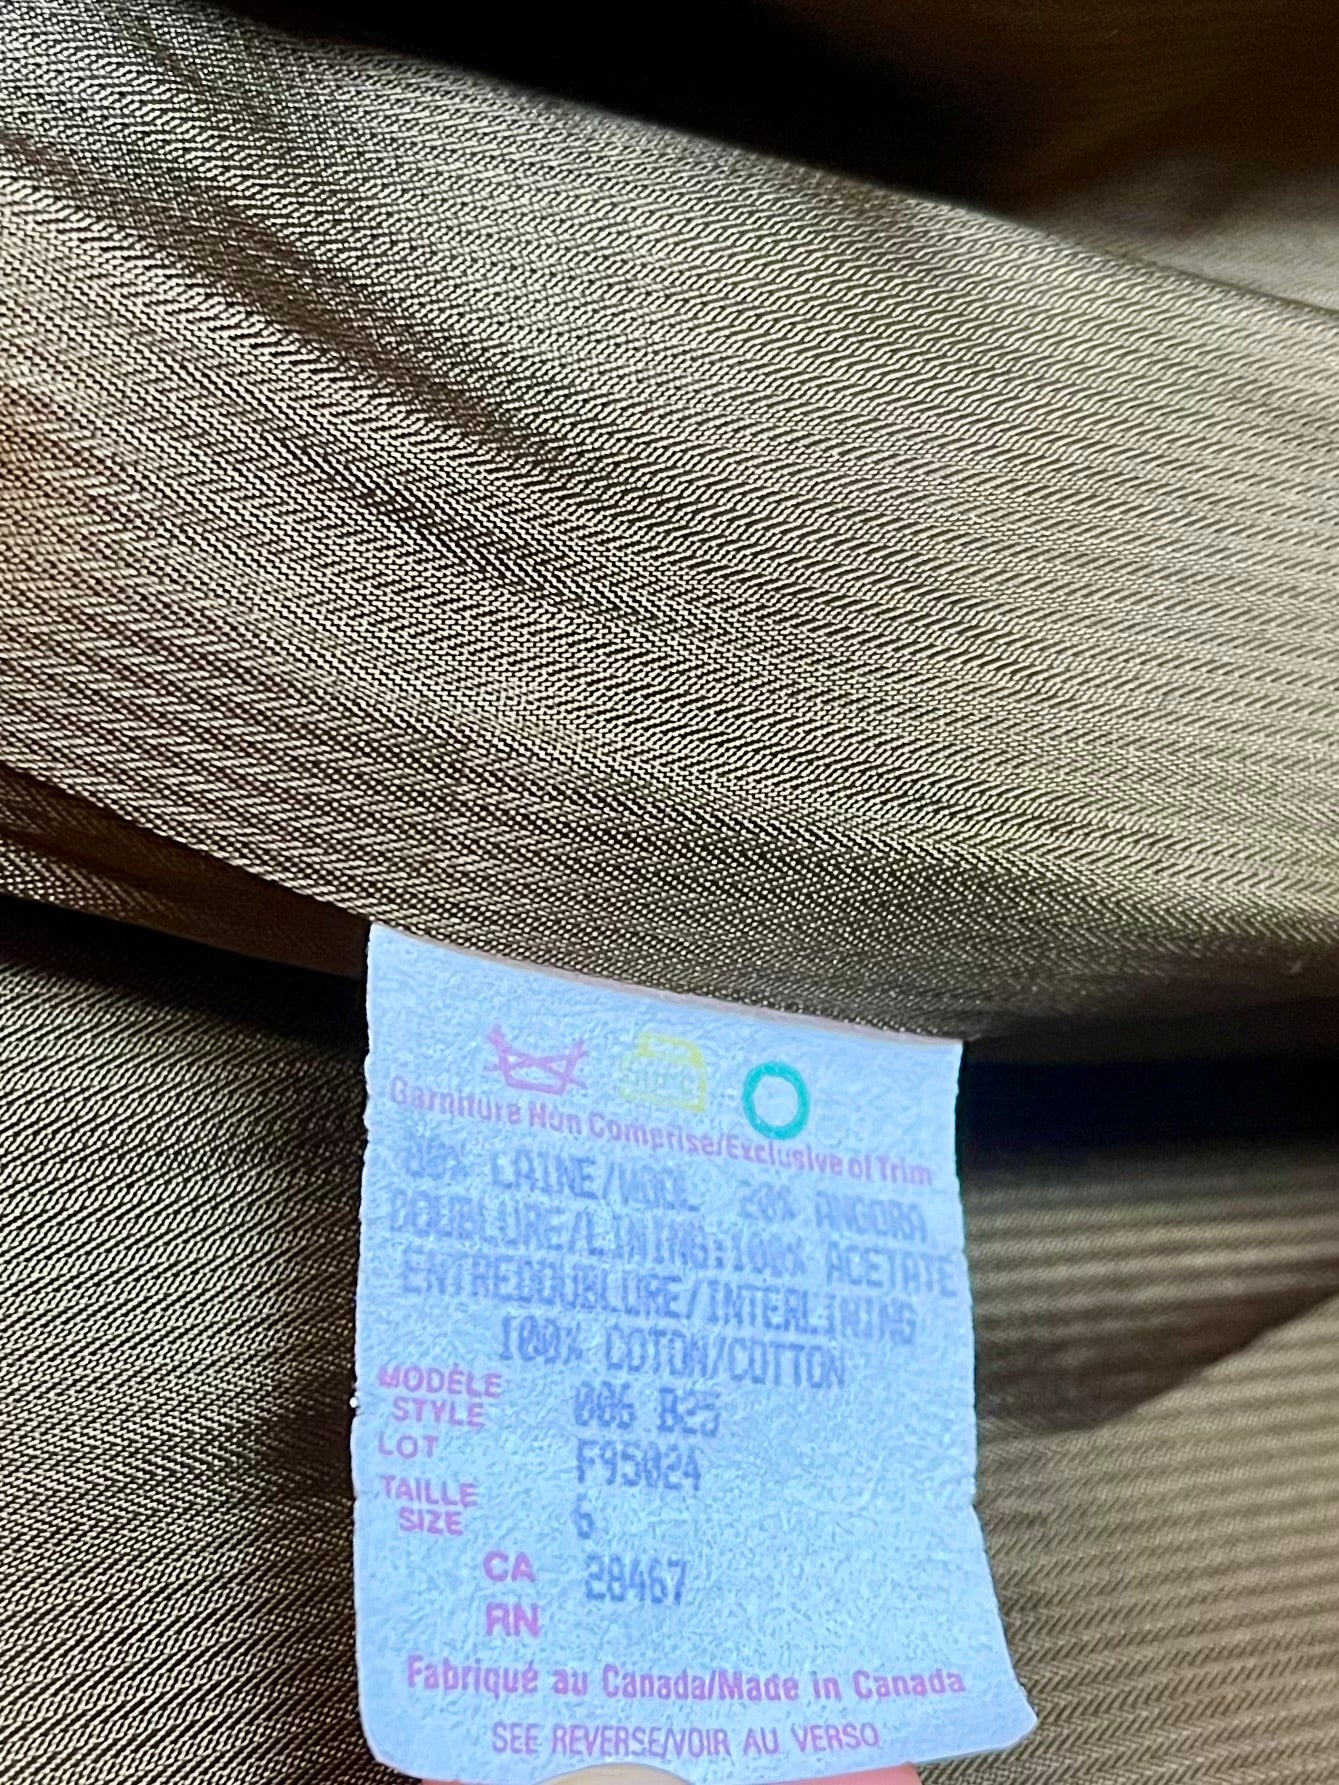 Garniture Non Comprise/Exclusive of Trim
80% LAINE/WOOL 20% ANGORA
DOUBLURE/LINING:100% ACETATE
ENTREDOUBLURE/INTERLINING
100% COTON/COTTON
MODÈLE
STYLE 006 B25
LOT F95024
TAILLE
SIZE 6
CA 28467
RN
Fabriqué au Canada/Made in Canada
SEE REVERSE/VOIR AU VERSO